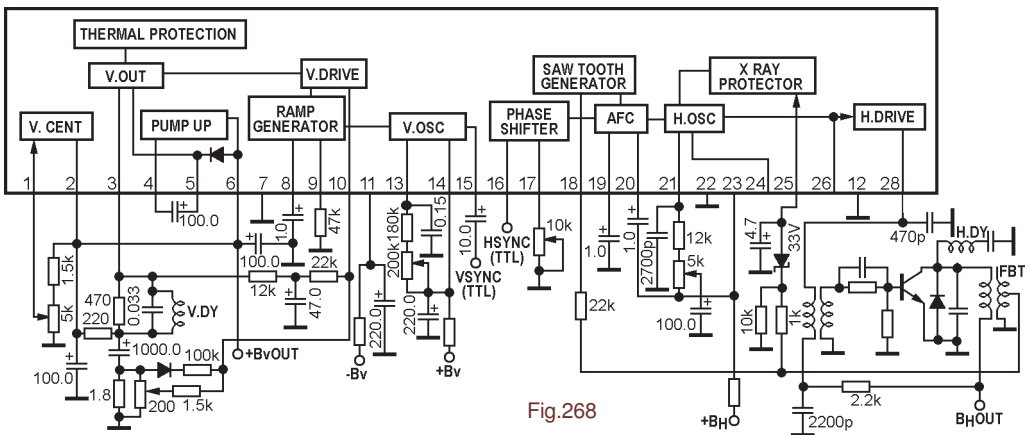 THERMAL PROTECTION
V.OUT
V.DRIVE
SAW TOOTH
GENERATOR
X RAY
PROTECTOR
V. CENT
PUMP UP
RAMP
GENERATOR
V.OSC
PHASE
SHIFTER
AFC
H.OSC
H.DRIVE
1 2 3 4 5 6 7 8 9 10 11 13 14 15 16 17 18 19 20 21 22 23 24 25 26 12 28
100.0
1.0
47k
180k
0.15
10.0
HSYNC
(TTL)
10k
1.0
1.0
2700p
12k
4.7
33V
470p
H.DY
FBT
1.5k
100.0
12k
22k
200k
VSYNC
(TTL)
5k
5k
470
0.033
V.DY
47.0
220.0
220.0
22k
100.0
10k
1k
220
1000.0
+BvOUT
100.0
100k
-Bv
+Bv
1.8
200
1.5k
Fig.268
+BH
2.2k
2200p
BHOUT